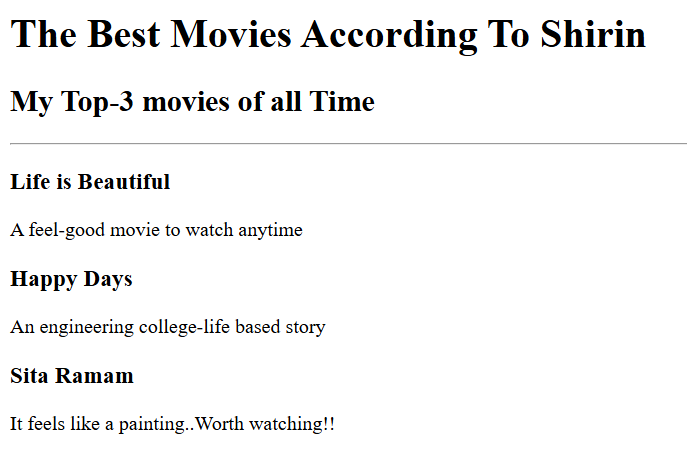 The Best Movies According To Shirin
My Top-3 movies of all Time
Life is Beautiful
A feel-good movie to watch anytime
Happy Days
An engineering college-life based story
Sita Ramam
It feels like a painting..Worth watching!!